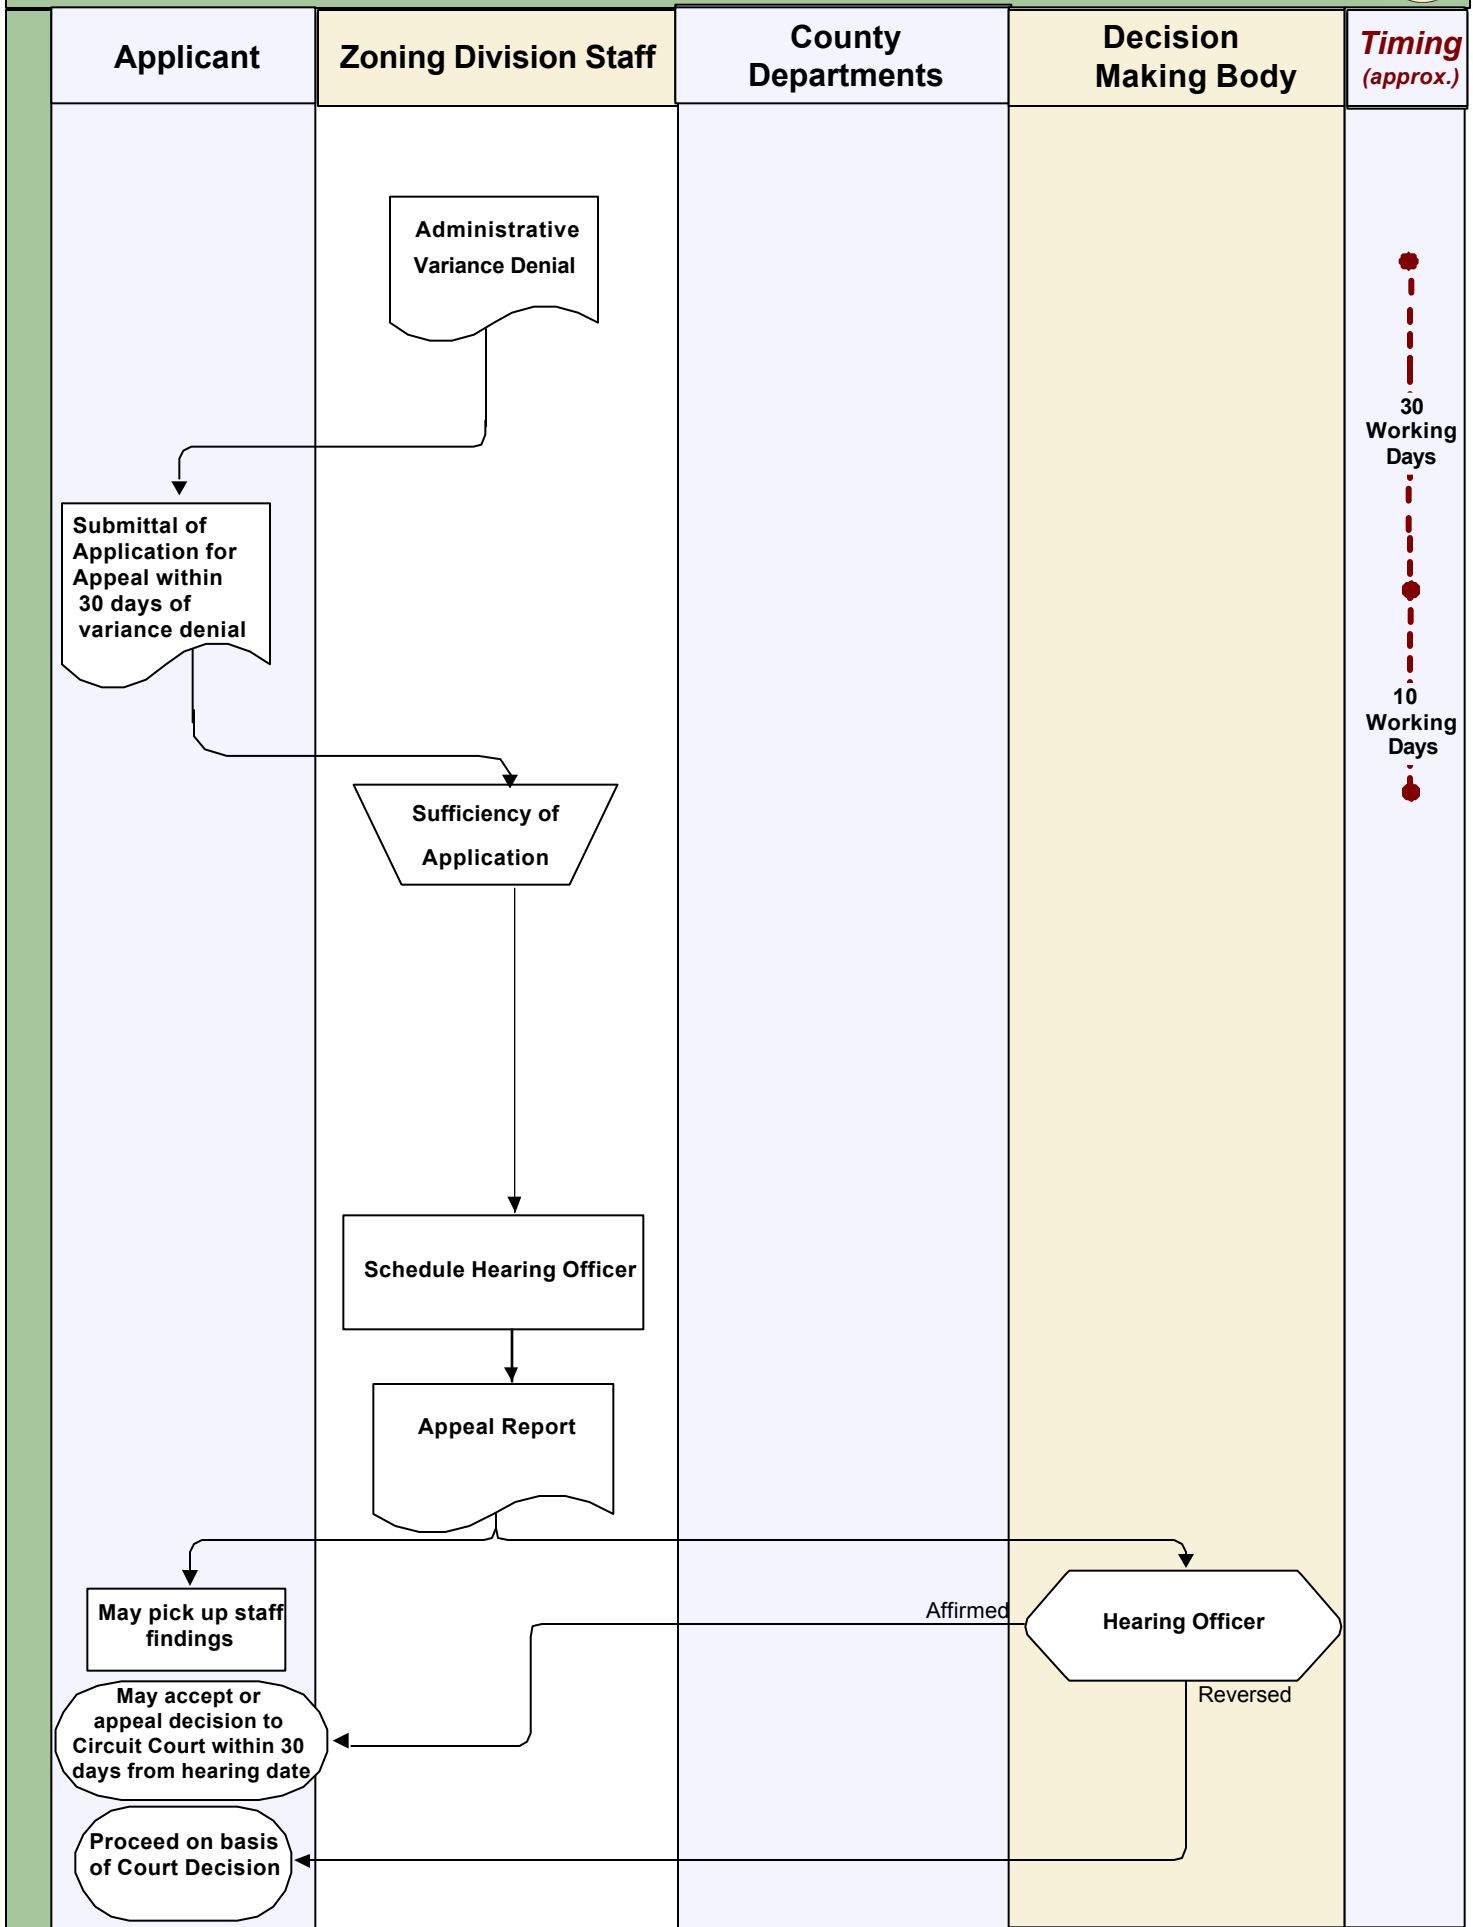 Applicant
Zoning Division Staff
County
Departments
Decision
Making Body
Timing
(approx.)
Administrative
Variance Denial
30
Working
Days
Submittal of
Application for
Appeal within
30 days of
variance denial
10
Working
Days
Sufficiency of
Application
Schedule Hearing Officer
Appeal Report
May pick up staff
findings
Affirmed
Hearing Officer
Reversed
May accept or
appeal decision to
Circuit Court within 30
days from hearing date
Proceed on basis
of Court Decision